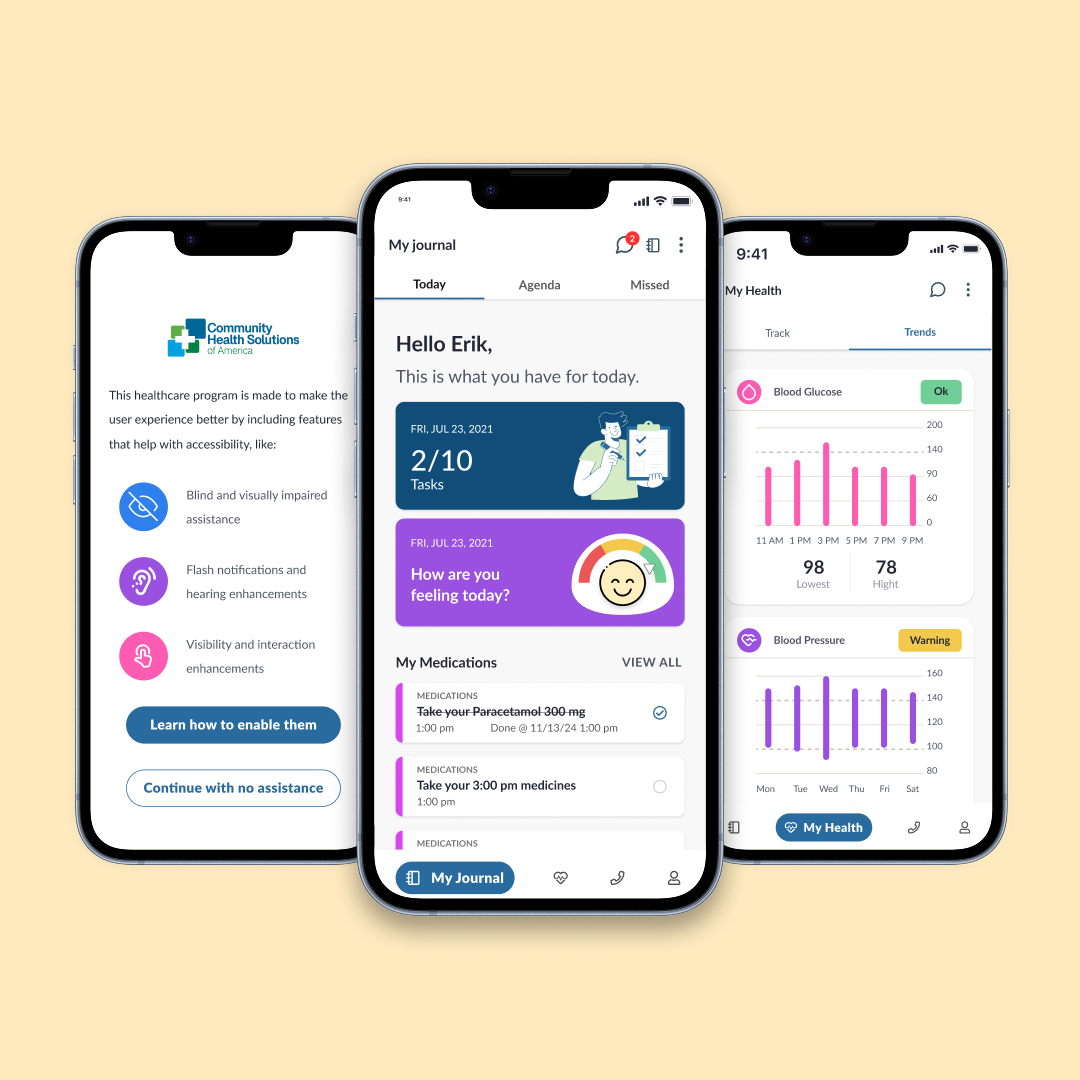 Community
Health Solutions
of America
This healthcare program is made to make the
user experience better by including features
that help with accessibility, like:
Blind and visually impaired
assistance
Flash notifications and
hearing enhancements
Visibility and interaction
enhancements
Learn how to enable them
Continue with no assistance
9:41
My journal
2
Today
Agenda
Missed
Hello Erik,
This is what you have for today.
FRI, JUL 23, 2021
2/10
Tasks
FRI, JUL 23, 2021
How are you
feeling today?
My Medications
VIEW ALL
MEDICATIONS
Take your Paracetamol 300 mg
1:00 pm
Done @ 11/13/24 1:00 pm
MEDICATIONS
Take your 3:00 pm medicines
1:00 pm
MEDICATIONS
My Journal
9:41
My Health
Track
Trends
Blood Glucose
Ok
200
140
90
60
0
11 AM 1 PM 3 PM 5 PM 7 PM 9 PM
98
Lowest
78
Hight
Blood Pressure
Warning
160
140
120
100
80
Mon Tue Wed Thu Fri Sat
My Health